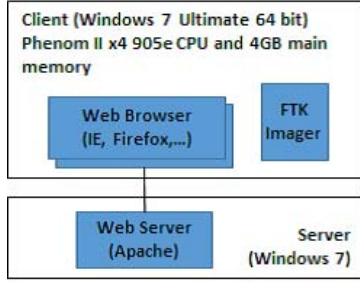 Client (Windows 7 Ultimate 64 bit)
Phenom II x4 905e CPU and 4GB main
memory
Web Browser
(IE, Firefox,...)
FTK
Imager
Web Server
(Apache)
Server
(Windows 7)